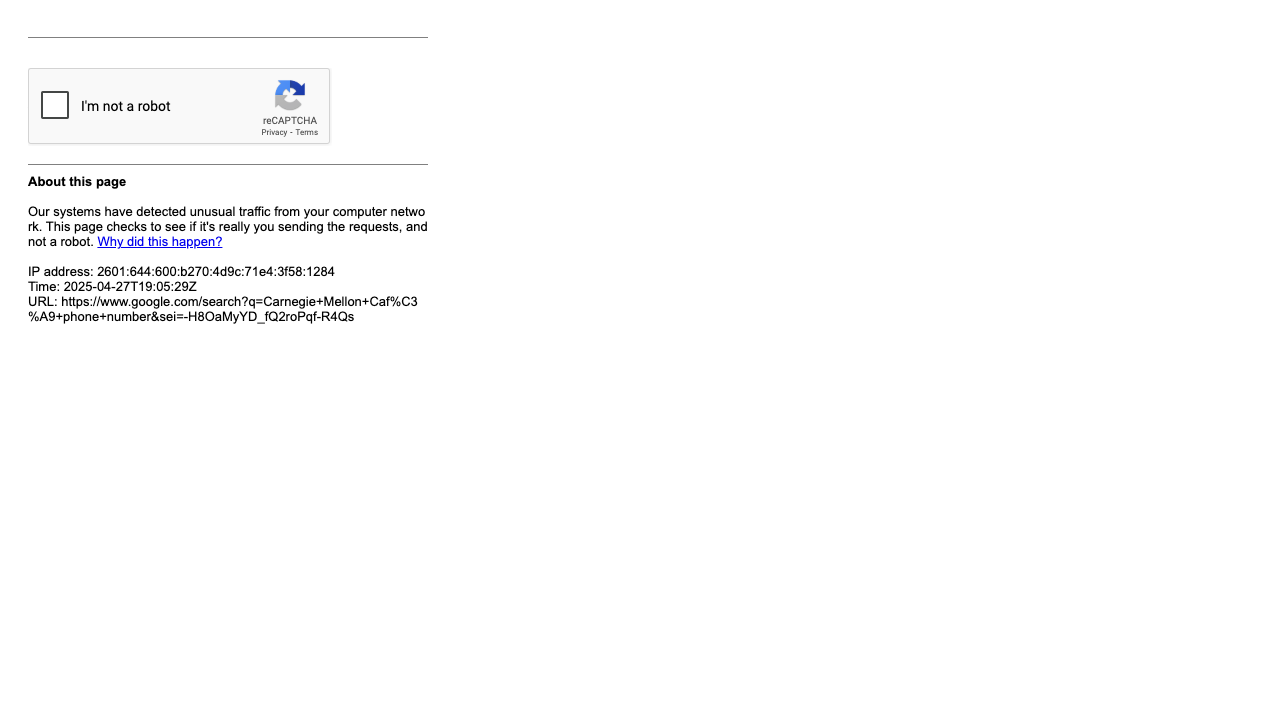 I'm not a robot
reCAPTCHA
Privacy - Terms
About this page
Our systems have detected unusual traffic from your computer netwo
rk. This page checks to see if it's really you sending the requests, and
not a robot. Why did this happen?
IP address: 2601:644:600:b270:4d9c:71e4:3f58:1284
Time: 2025-04-27T19:05:29Z
URL: https://www.google.com/search?q=Carnegie+Mellon+Caf%C3
%A9+phone+number&sei=-H8OaMyYD_fQ2roPqf-R4Qs